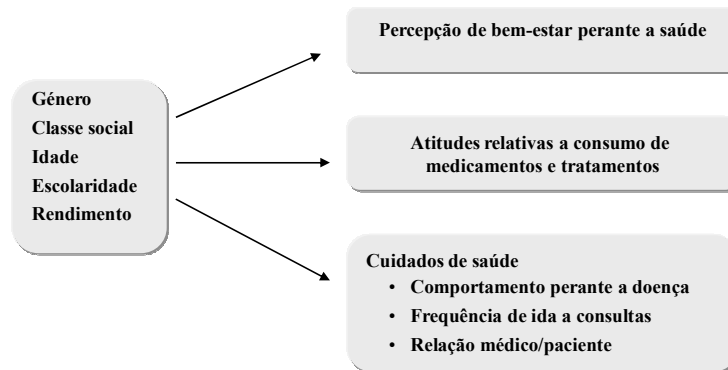 Género
Classe social
Idade
Escolaridade
Rendimento
Percepção de bem-estar perante a saúde
Atitudes relativas a consumo de
medicamentos e tratamentos
Cuidados de saúde
• Comportamento perante a doença
• Frequência de ida a consultas
• Relação médico/paciente